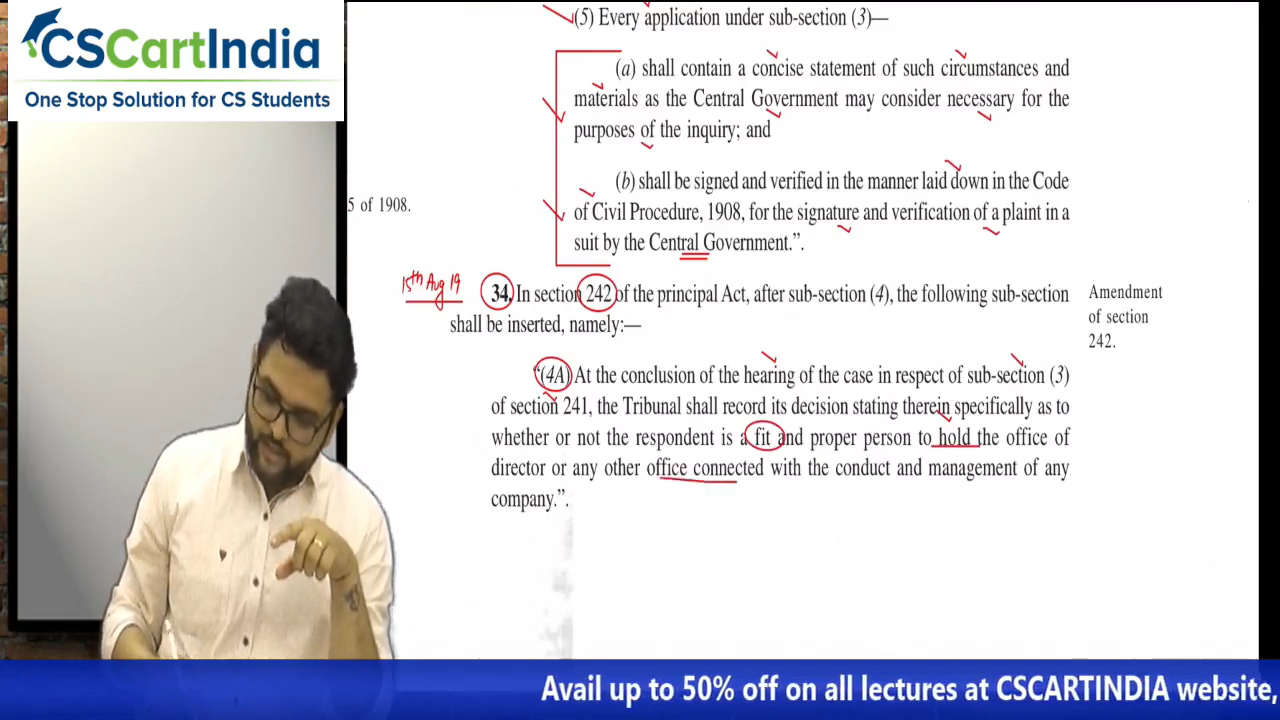 CSCartIndia
One Stop Solution for CS Students
(5) Every application under sub-section (3)—
(a) shall contain a concise statement of such circumstances and
materials as the Central Government may consider necessary for the
purposes of the inquiry; and
(b) shall be signed and verified in the manner laid down in the Code
5 of 1908.
of Civil Procedure, 1908, for the signature and verification of a plaint in a
suit by the Central Government.”.
15th Aug 19
34. In section 242 of the principal Act, after sub-section (4), the following sub-section
shall be inserted, namely:—
Amendment
of section
242.
“(4A) At the conclusion of the hearing of the case in respect of sub-section (3)
of section 241, the Tribunal shall record its decision stating therein specifically as to
whether or not the respondent is a fit and proper person to hold the office of
director or any other office connected with the conduct and management of any
company.”.
Avail up to 50% off on all lectures at CSCARTINDIA website,